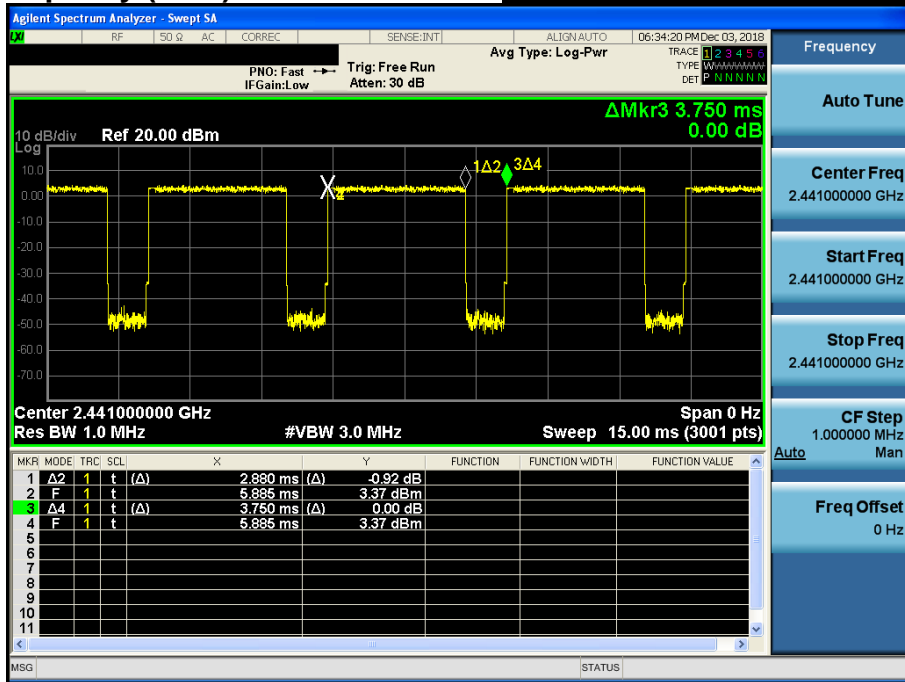 Agilent Spectrum Analyzer - Swept SA
LXI RF 50 Ω AC CORREC SENSE:INT ALIGN AUTO 06:34:20 PM Dec 03, 2018
Avg Type: Log-Pwr
TRACE 1 2 3 4 5 6
TYPE WWWWWW
DET P N N N N N
PNO: Fast
IFGain:Low
Trig: Free Run
Atten: 30 dB
ΔMkr3 3.750 ms
0.00 dB
10 dB/div Ref 20.00 dBm
Log
10.0
0.00
-10.0
-20.0
-30.0
-40.0
-50.0
-60.0
-70.0
1Δ2 3Δ4
X
4
Center 2.441000000 GHz Span 0 Hz
Res BW 1.0 MHz #VBW 3.0 MHz Sweep 15.00 ms (3001 pts)
MKR MODE TRC SCL X Y FUNCTION FUNCTION WIDTH FUNCTION VALUE
1 Δ2 1 t (Δ) 2.880 ms (Δ) -0.92 dB
2 F 1 t 5.885 ms 3.37 dBm
3 Δ4 1 t (Δ) 3.750 ms (Δ) 0.00 dB
4 F 1 t 5.885 ms 3.37 dBm
5
6
7
8
9
10
11
MSG STATUS
Frequency
Auto Tune
Center Freq
2.441000000 GHz
Start Freq
2.441000000 GHz
Stop Freq
2.441000000 GHz
CF Step
1.000000 MHz
Auto Man
Freq Offset
0 Hz